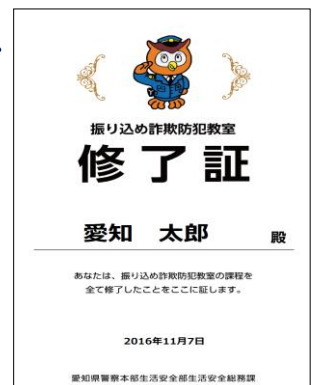 振り込め詐欺防犯教室
修了証
愛知　太郎　殿
あなたは、振り込め詐欺防犯教室の課程を
全て修了したことをここに証します。
2016年11月7日
愛知県警察本部生活安全部生活安全総務課